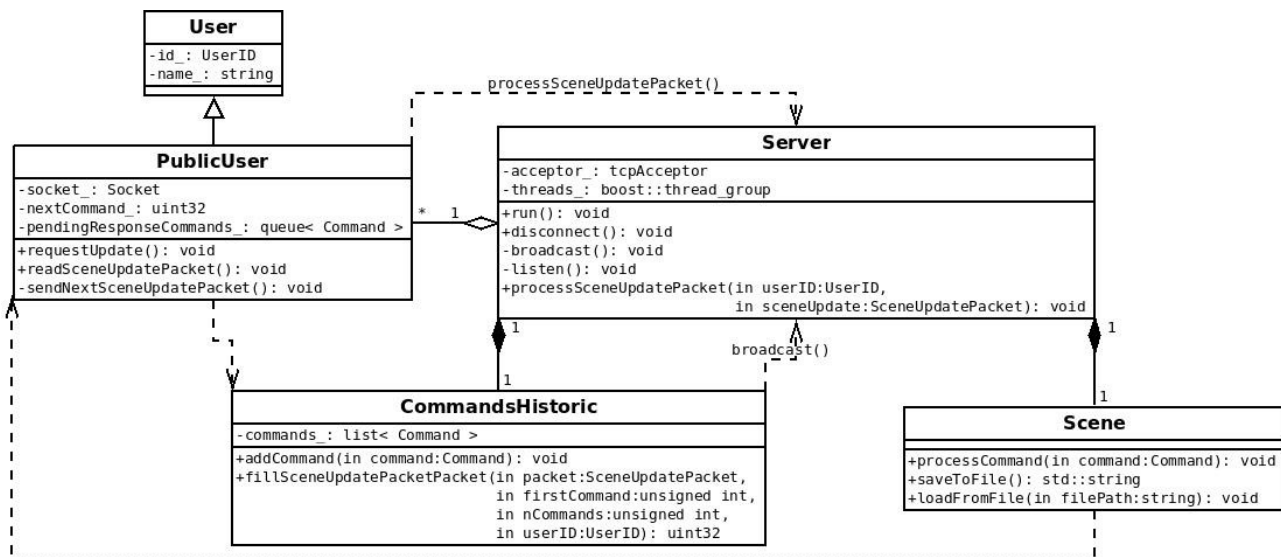 User
-id_: UserID
-name_: string
processSceneUpdatePacket()
PublicUser
-socket_: Socket
-nextCommand_: uint32
-pendingResponseCommands_: queue< Command >
+requestUpdate(): void
+readSceneUpdatePacket(): void
-sendNextSceneUpdatePacket(): void
* 1
Server
-acceptor_: tcpAcceptor
-threads_: boost::thread_group
+run(): void
+disconnect(): void
-broadcast(): void
-listen(): void
+processSceneUpdatePacket(in userID:UserID,
in sceneUpdate:SceneUpdatePacket): void
1
1
broadcast()
1
1
CommandsHistoric
-commands_: list< Command >
+addCommand(in command:Command): void
+fillSceneUpdatePacketPacket(in packet:SceneUpdatePacket,
in firstCommand:unsigned int,
in nCommands:unsigned int,
in userID:UserID): uint32
Scene
+processCommand(in command:Command): void
+saveToFile(): std::string
+loadFromFile(in filePath:string): void